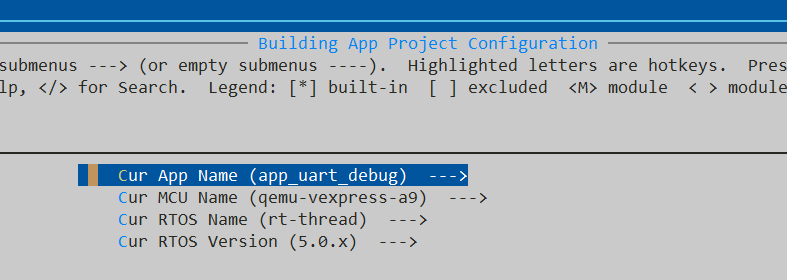 Building App Project Configuration
submenus ---> (or empty submenus ----).  Highlighted letters are hotkeys.  Pres
lp, </> for Search.  Legend: [*] built-in  [ ] excluded  <M> module  < > module
Cur App Name (app_uart_debug)  --->
Cur MCU Name (qemu-vexpress-a9)  --->
Cur RTOS Name (rt-thread)  --->
Cur RTOS Version (5.0.x)  --->